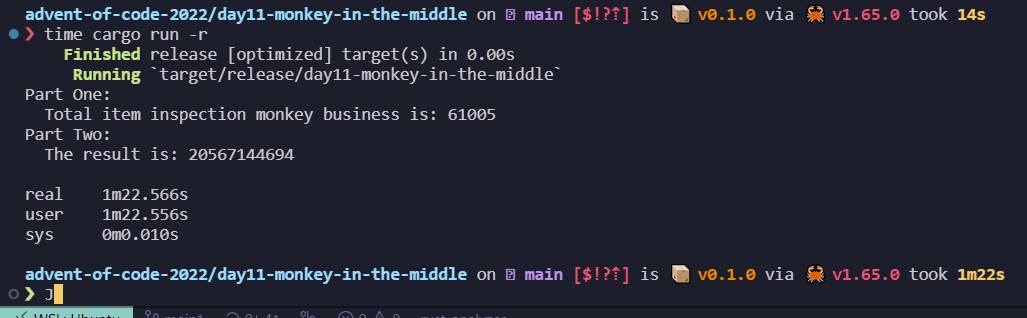 advent-of-code-2022/day11-monkey-in-the-middle on main [$!?⇡] is 📦 v0.1.0 via 🦀 v1.65.0 took 14s
❯ time cargo run -r
Finished release [optimized] target(s) in 0.00s
Running `target/release/day11-monkey-in-the-middle`
Part One:
Total item inspection monkey business is: 61005
Part Two:
The result is: 20567144694
real 1m22.566s
user 1m22.556s
sys 0m0.010s
advent-of-code-2022/day11-monkey-in-the-middle on main [$!?⇡] is 📦 v0.1.0 via 🦀 v1.65.0 took 1m22s
❯ J